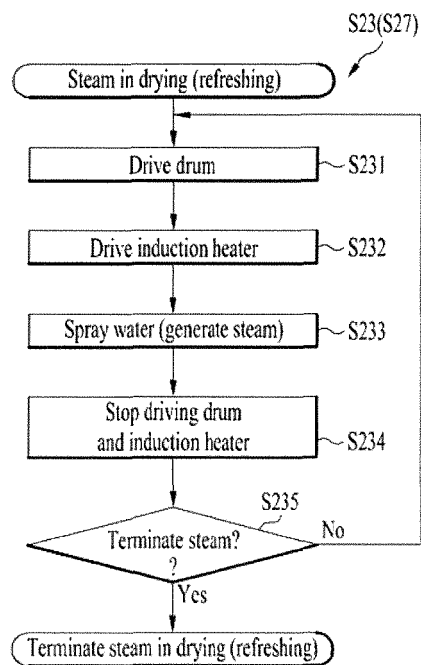 S23(S27)
Steam in drying (refreshing)
Drive drum
S231
Drive induction heater
S232
Spray water (generate steam)
S233
Stop driving drum
and induction heater
S234
S235
Terminate steam?
?
No
Yes
Terminate steam in drying (refreshing)